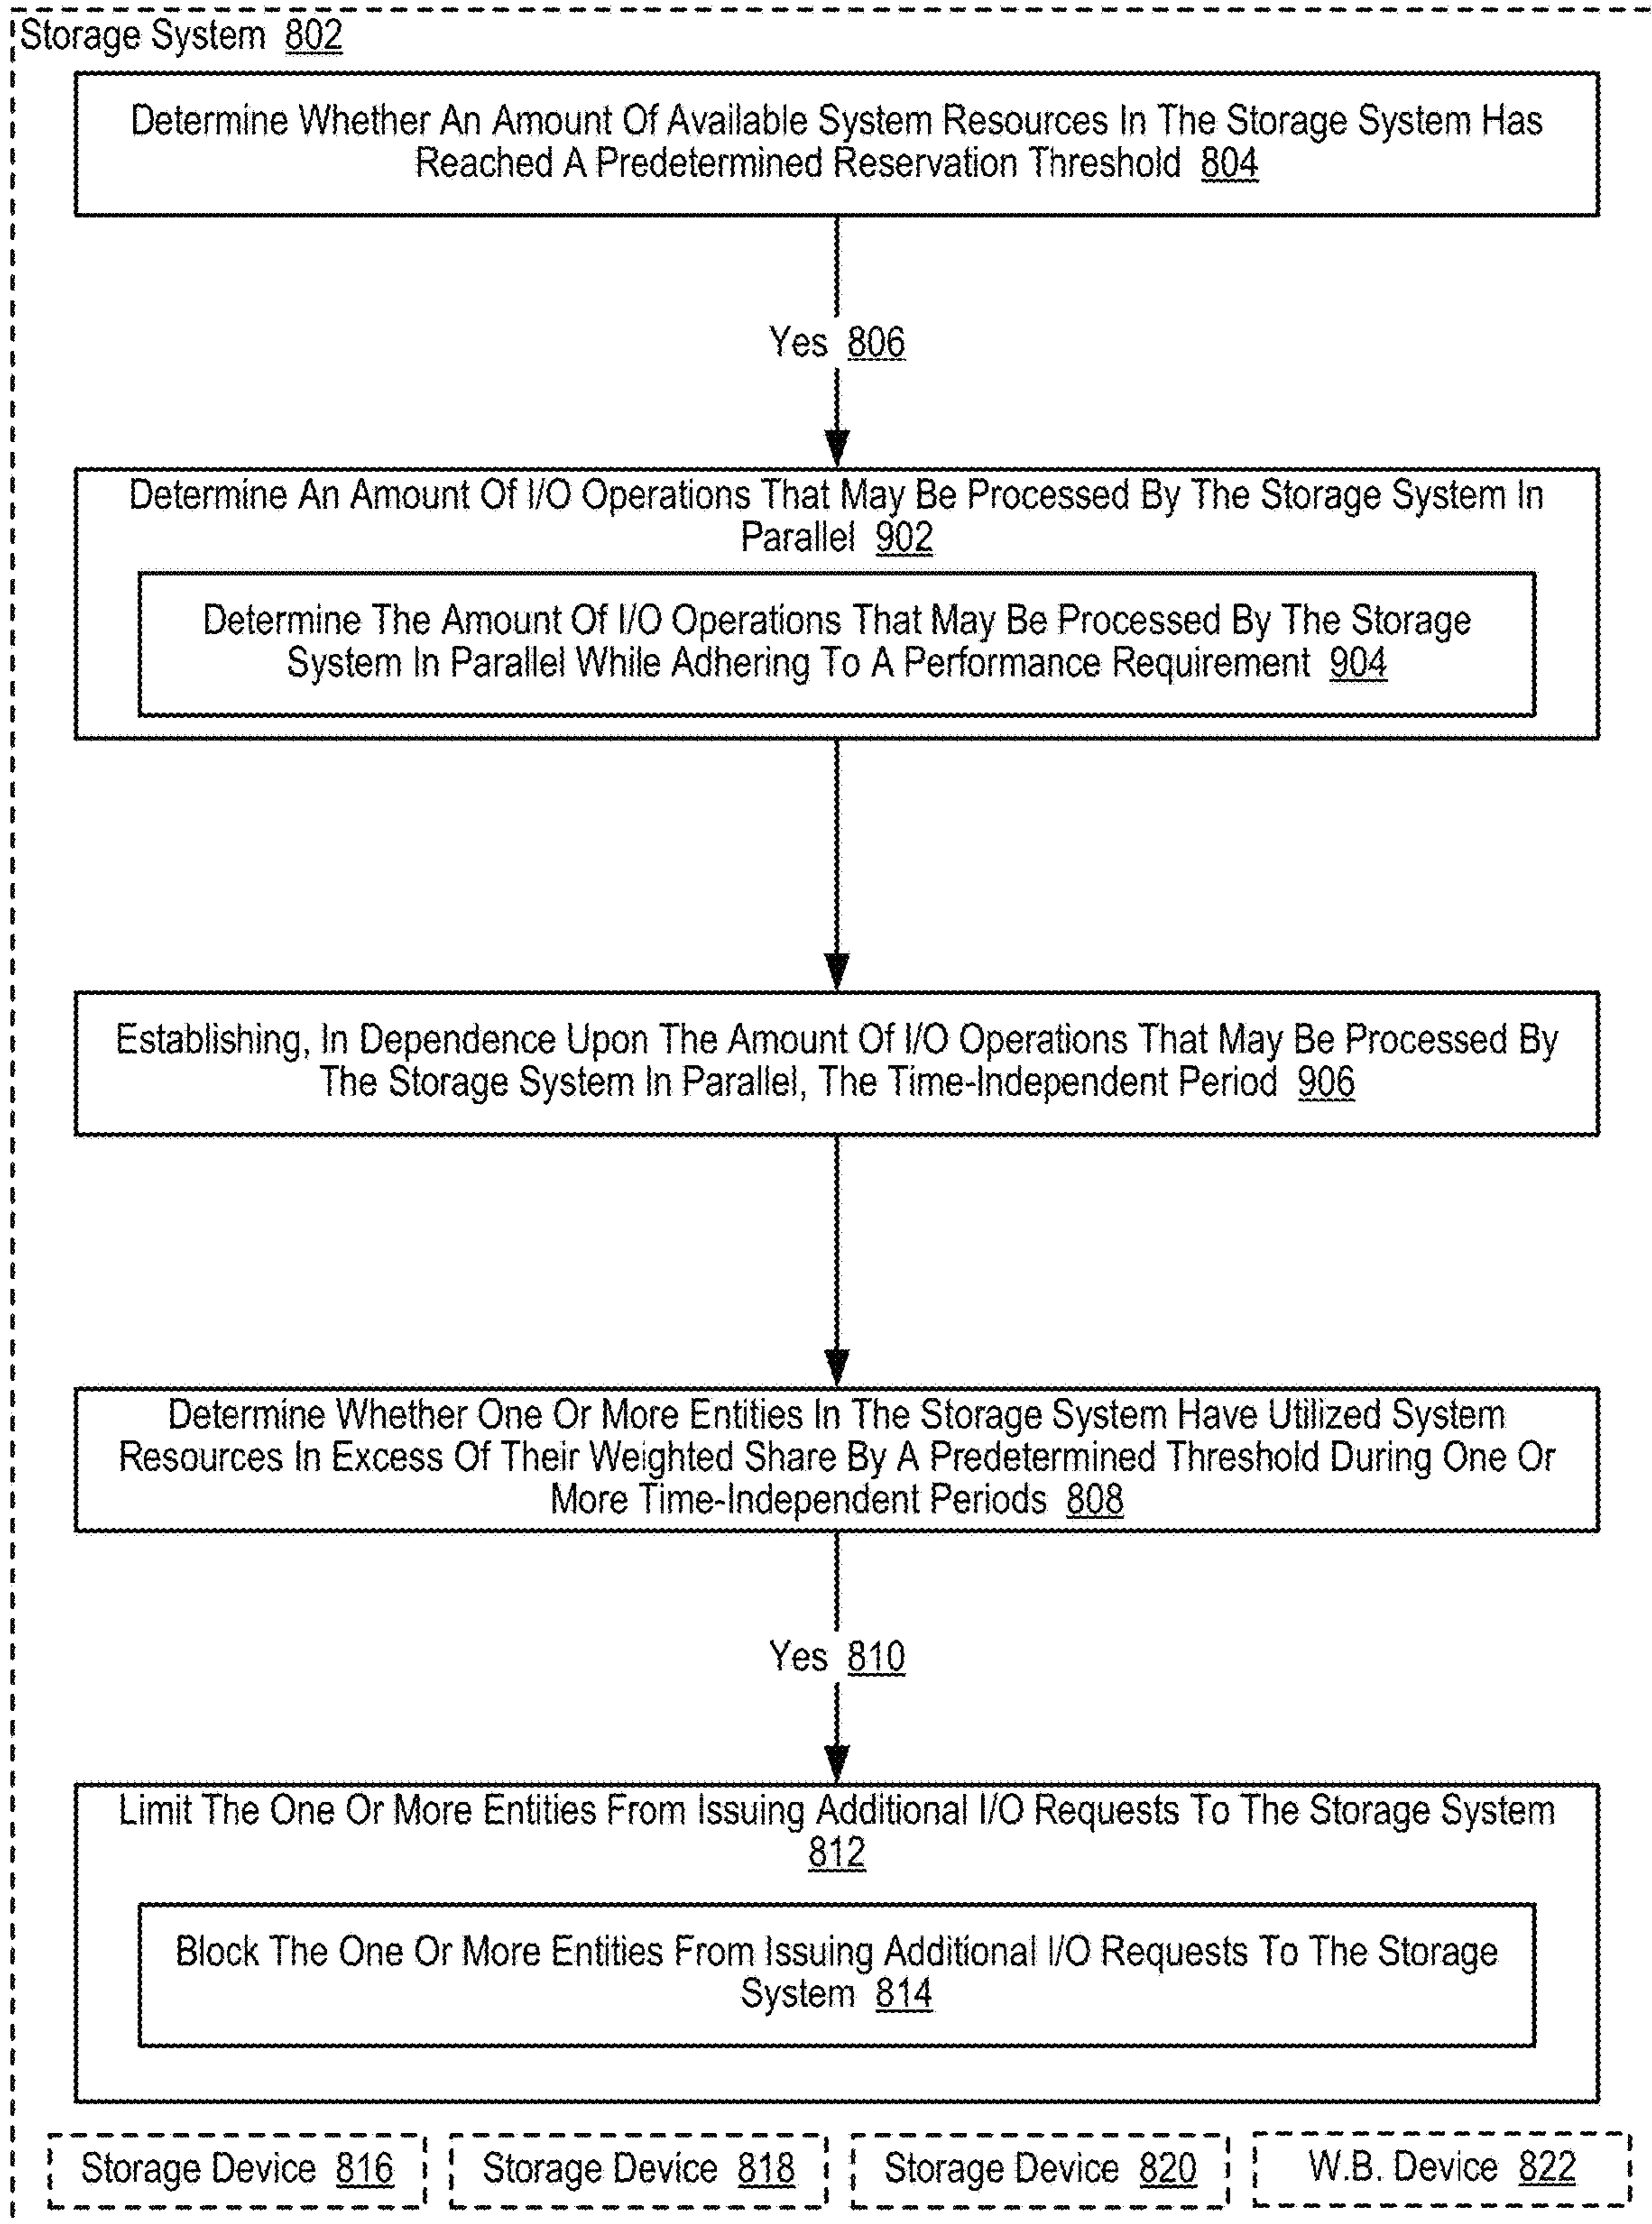 Storage System 802
Determine Whether An Amount Of Available System Resources In The Storage System Has
Reached A Predetermined Reservation Threshold 804
Yes 806
Determine An Amount Of I/O Operations That May Be Processed By The Storage System In
Parallel 902
Determine The Amount Of I/O Operations That May Be Processed By The Storage
System In Parallel While Adhering To A Performance Requirement 904
Establishing, In Dependence Upon The Amount Of I/O Operations That May Be Processed By
The Storage System In Parallel, The Time-Independent Period 906
Determine Whether One Or More Entities In The Storage System Have Utilized System
Resources In Excess Of Their Weighted Share By A Predetermined Threshold During One Or
More Time-Independent Periods 808
Yes 810
Limit The One Or More Entities From Issuing Additional I/O Requests To The Storage System
812
Block The One Or More Entities From Issuing Additional I/O Requests To The Storage
System 814
Storage Device 816
Storage Device 818
Storage Device 820
W.B. Device 822